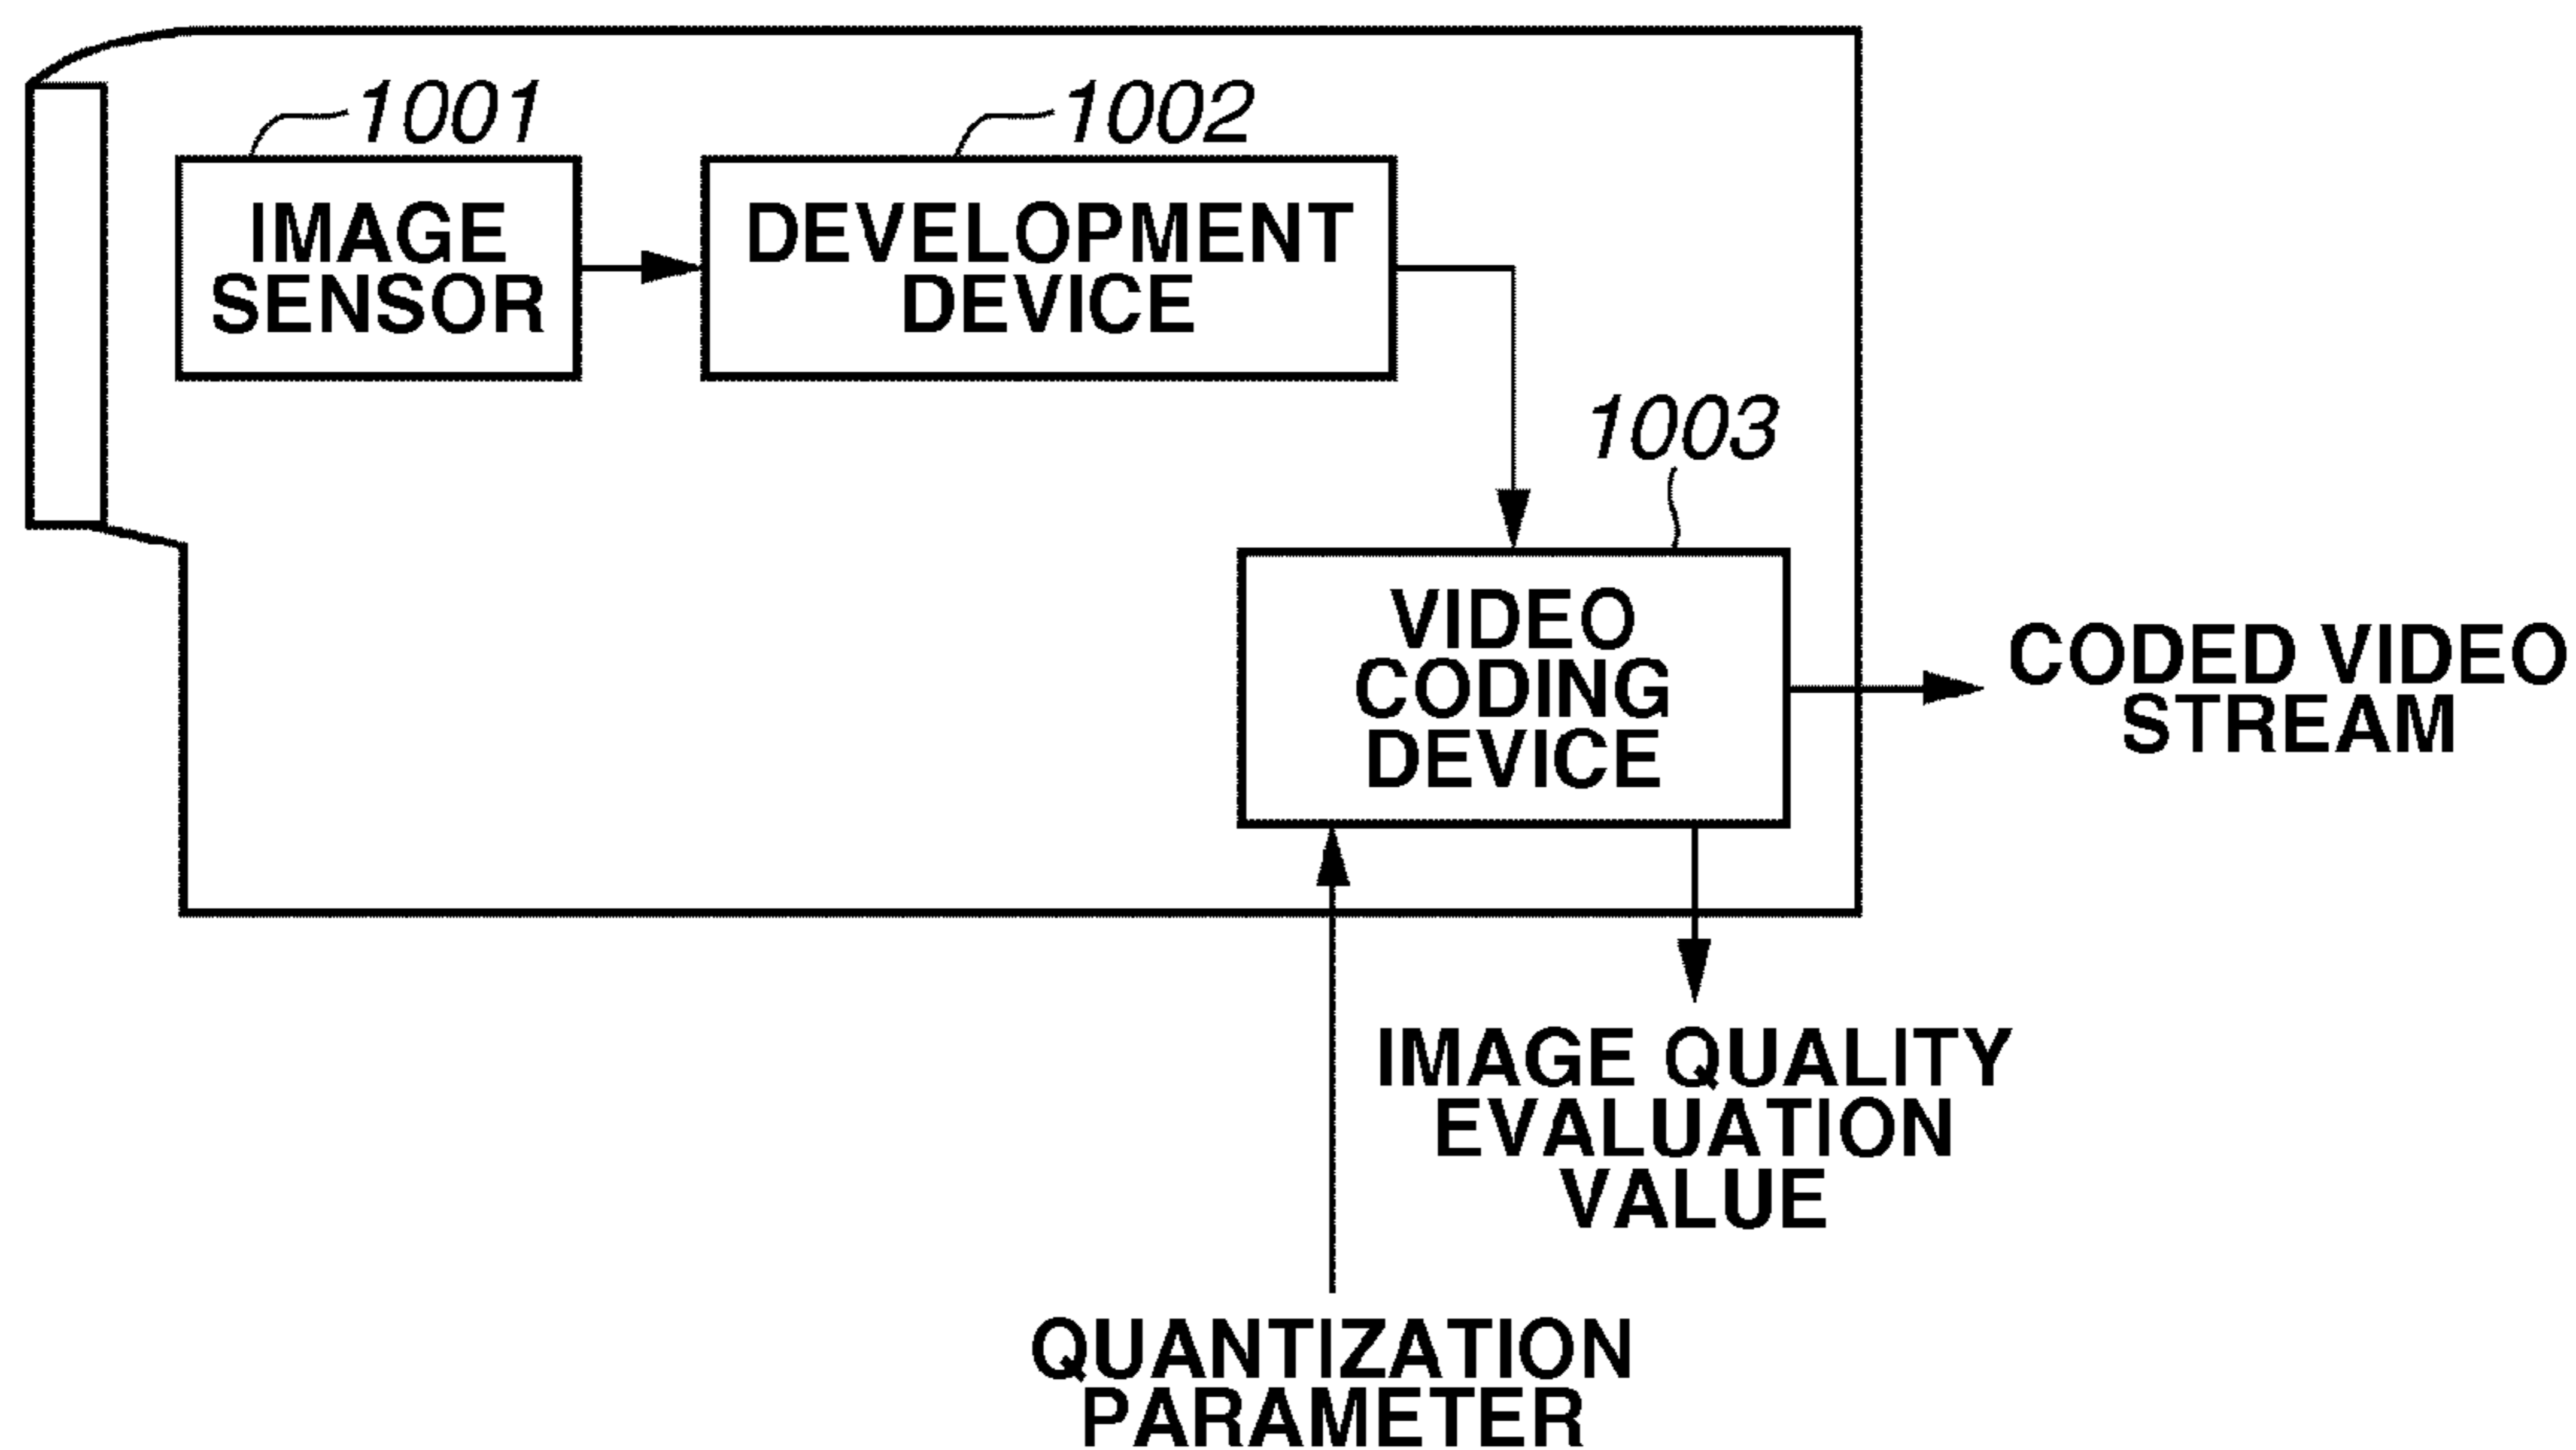 1001
1002
IMAGE
SENSOR
DEVELOPMENT
DEVICE
1003
VIDEO
CODING
DEVICE
CODED VIDEO
STREAM
IMAGE QUALITY
EVALUATION
VALUE
QUANTIZATION
PARAMETER